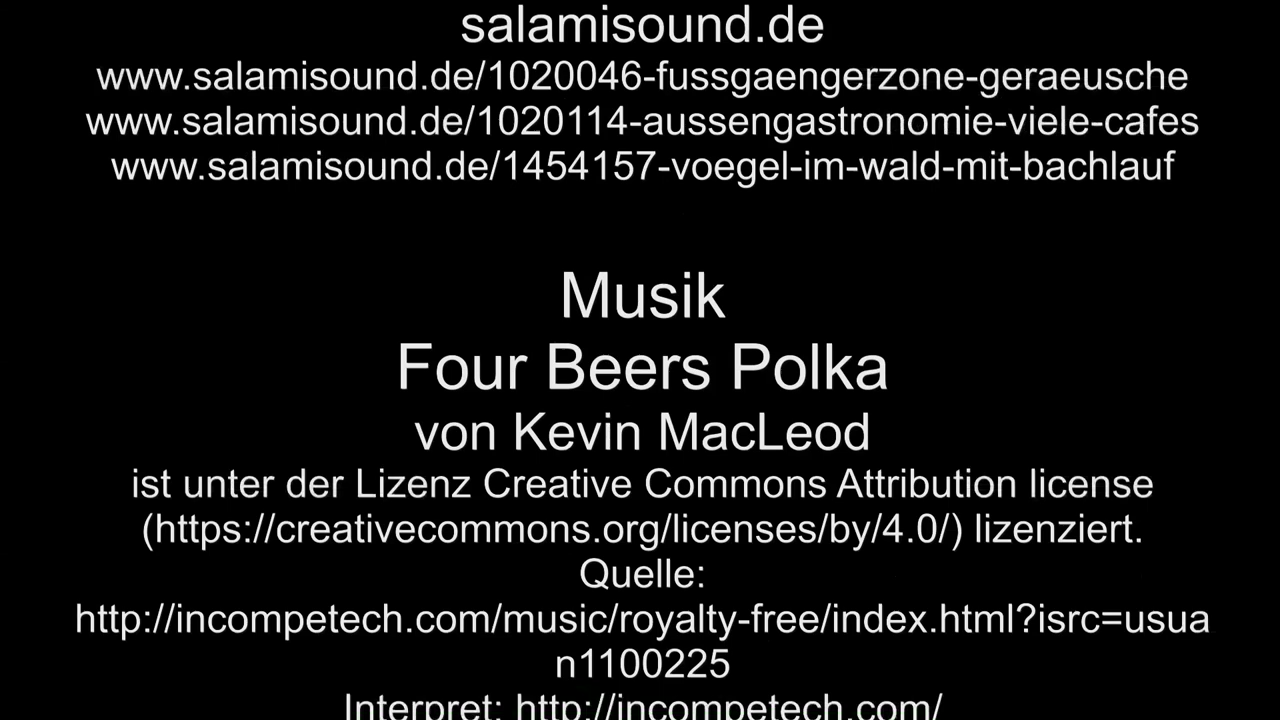 salamisound.de
www.salamisound.de/1020046-fussgaengerzone-geraeusche
www.salamisound.de/1020114-aussengastronomie-viele-cafes
www.salamisound.de/1454157-voegel-im-wald-mit-bachlauf
Musik
Four Beers Polka
von Kevin MacLeod
ist unter der Lizenz Creative Commons Attribution license
(https://creativecommons.org/licenses/by/4.0/) lizenziert.
Quelle:
http://incompetech.com/music/royalty-free/index.html?isrc=usua
n1100225
Interpret: http://incompetech.com/